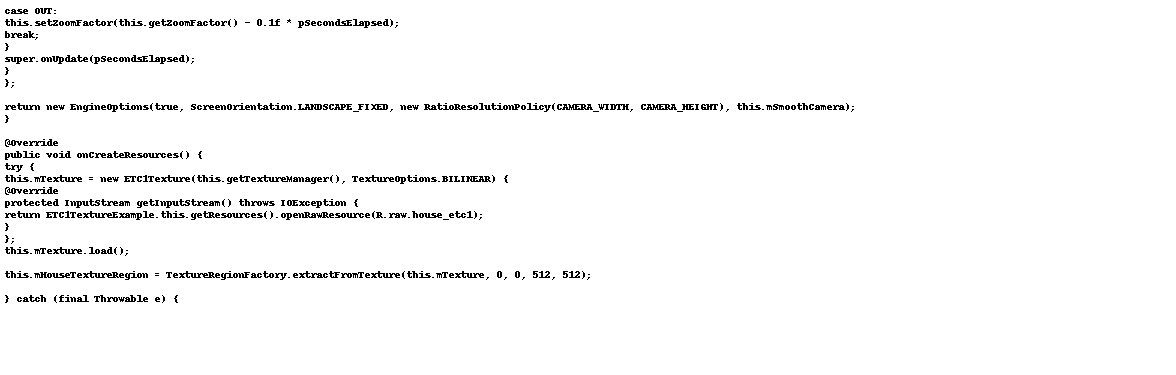 case OUT:
this.setZoomFactor(this.getZoomFactor() - 0.1f * pSecondsElapsed);
break;
}
super.onUpdate(pSecondsElapsed);
}
};
return new EngineOptions(true, ScreenOrientation.LANDSCAPE_FIXED, new RatioResolutionPolicy(CAMERA_WIDTH, CAMERA_HEIGHT), this.mSmoothCamera);
}
@Override
public void onCreateResources() {
try {
this.mTexture = new ETC1Texture(this.getTextureManager(), TextureOptions.BILINEAR) {
@Override
protected InputStream getInputStream() throws IOException {
return ETC1TextureExample.this.getResources().openRawResource(R.raw.house_etc1);
}
};
this.mTexture.load();
this.mHouseTextureRegion = TextureRegionFactory.extractFromTexture(this.mTexture, 0, 0, 512, 512);
} catch (final Throwable e) {